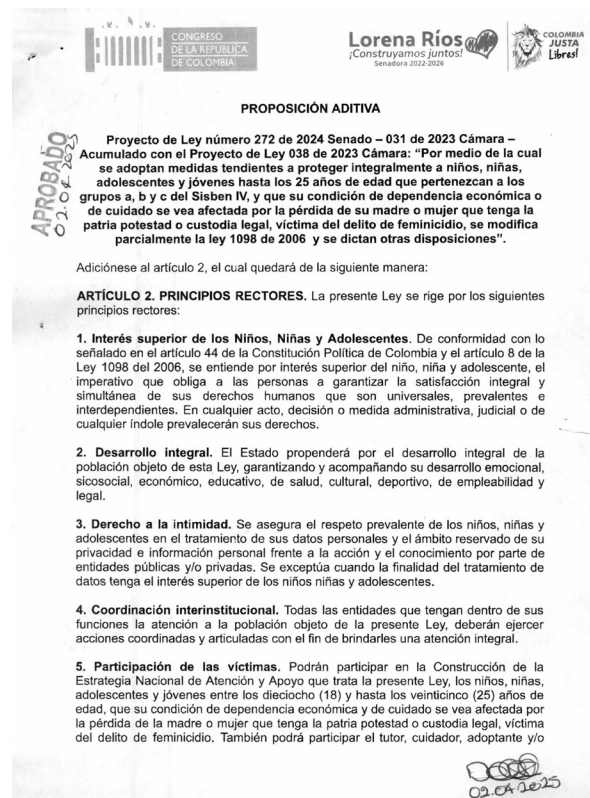 CONGRESO
DE LA REPÚBLICA
DE COLOMBIA
Lorena Ríos
¡Construyamos juntos!
Senadora 2022-2026
COLOMBIA
JUSTA
Libres!
PROPOSICIÓN ADITIVA
APROBADO
02.04.2025
Proyecto de Ley número 272 de 2024 Senado – 031 de 2023 Cámara –
Acumulado con el Proyecto de Ley 038 de 2023 Cámara: “Por medio de la cual
se adoptan medidas tendientes a proteger integralmente a niños, niñas,
adolescentes y jóvenes hasta los 25 años de edad que pertenezcan a los
grupos a, b y c del Sisben IV, y que su condición de dependencia económica o
de cuidado se vea afectada por la pérdida de su madre o mujer que tenga la
patria potestad o custodia legal, víctima del delito de feminicidio, se modifica
parcialmente la ley 1098 de 2006 y se dictan otras disposiciones”.
Adiciónese al artículo 2, el cual quedará de la siguiente manera:
ARTÍCULO 2. PRINCIPIOS RECTORES. La presente Ley se rige por los siguientes
principios rectores:
1. Interés superior de los Niños, Niñas y Adolescentes. De conformidad con lo
señalado en el artículo 44 de la Constitución Política de Colombia y el artículo 8 de la
Ley 1098 del 2006, se entiende por interés superior del niño, niña y adolescente, el
imperativo que obliga a las personas a garantizar la satisfacción integral y
simultánea de sus derechos humanos que son universales, prevalentes e
interdependientes. En cualquier acto, decisión o medida administrativa, judicial o de
cualquier índole prevalecerán sus derechos.
2. Desarrollo integral. El Estado propenderá por el desarrollo integral de la
población objeto de esta Ley, garantizando y acompañando su desarrollo emocional,
sicosocial, económico, educativo, de salud, cultural, deportivo, de empleabilidad y
legal.
3. Derecho a la intimidad. Se asegura el respeto prevalente de los niños, niñas y
adolescentes en el tratamiento de sus datos personales y el ámbito reservado de su
privacidad e información personal frente a la acción y el conocimiento por parte de
entidades públicas y/o privadas. Se exceptúa cuando la finalidad del tratamiento de
datos tenga el interés superior de los niños niñas y adolescentes.
4. Coordinación interinstitucional. Todas las entidades que tengan dentro de sus
funciones la atención a la población objeto de la presente Ley, deberán ejercer
acciones coordinadas y articuladas con el fin de brindarles una atención integral.
5. Participación de las víctimas. Podrán participar en la Construcción de la
Estrategia Nacional de Atención y Apoyo que trata la presente Ley, los niños, niñas,
adolescentes y jóvenes entre los dieciocho (18) y hasta los veinticinco (25) años de
edad, que su condición de dependencia económica y de cuidado se vea afectada por
la pérdida de la madre o mujer que tenga la patria potestad o custodia legal, víctima
del delito de feminicidio. También podrá participar el tutor, cuidador, adoptante y/o
02.04.2025